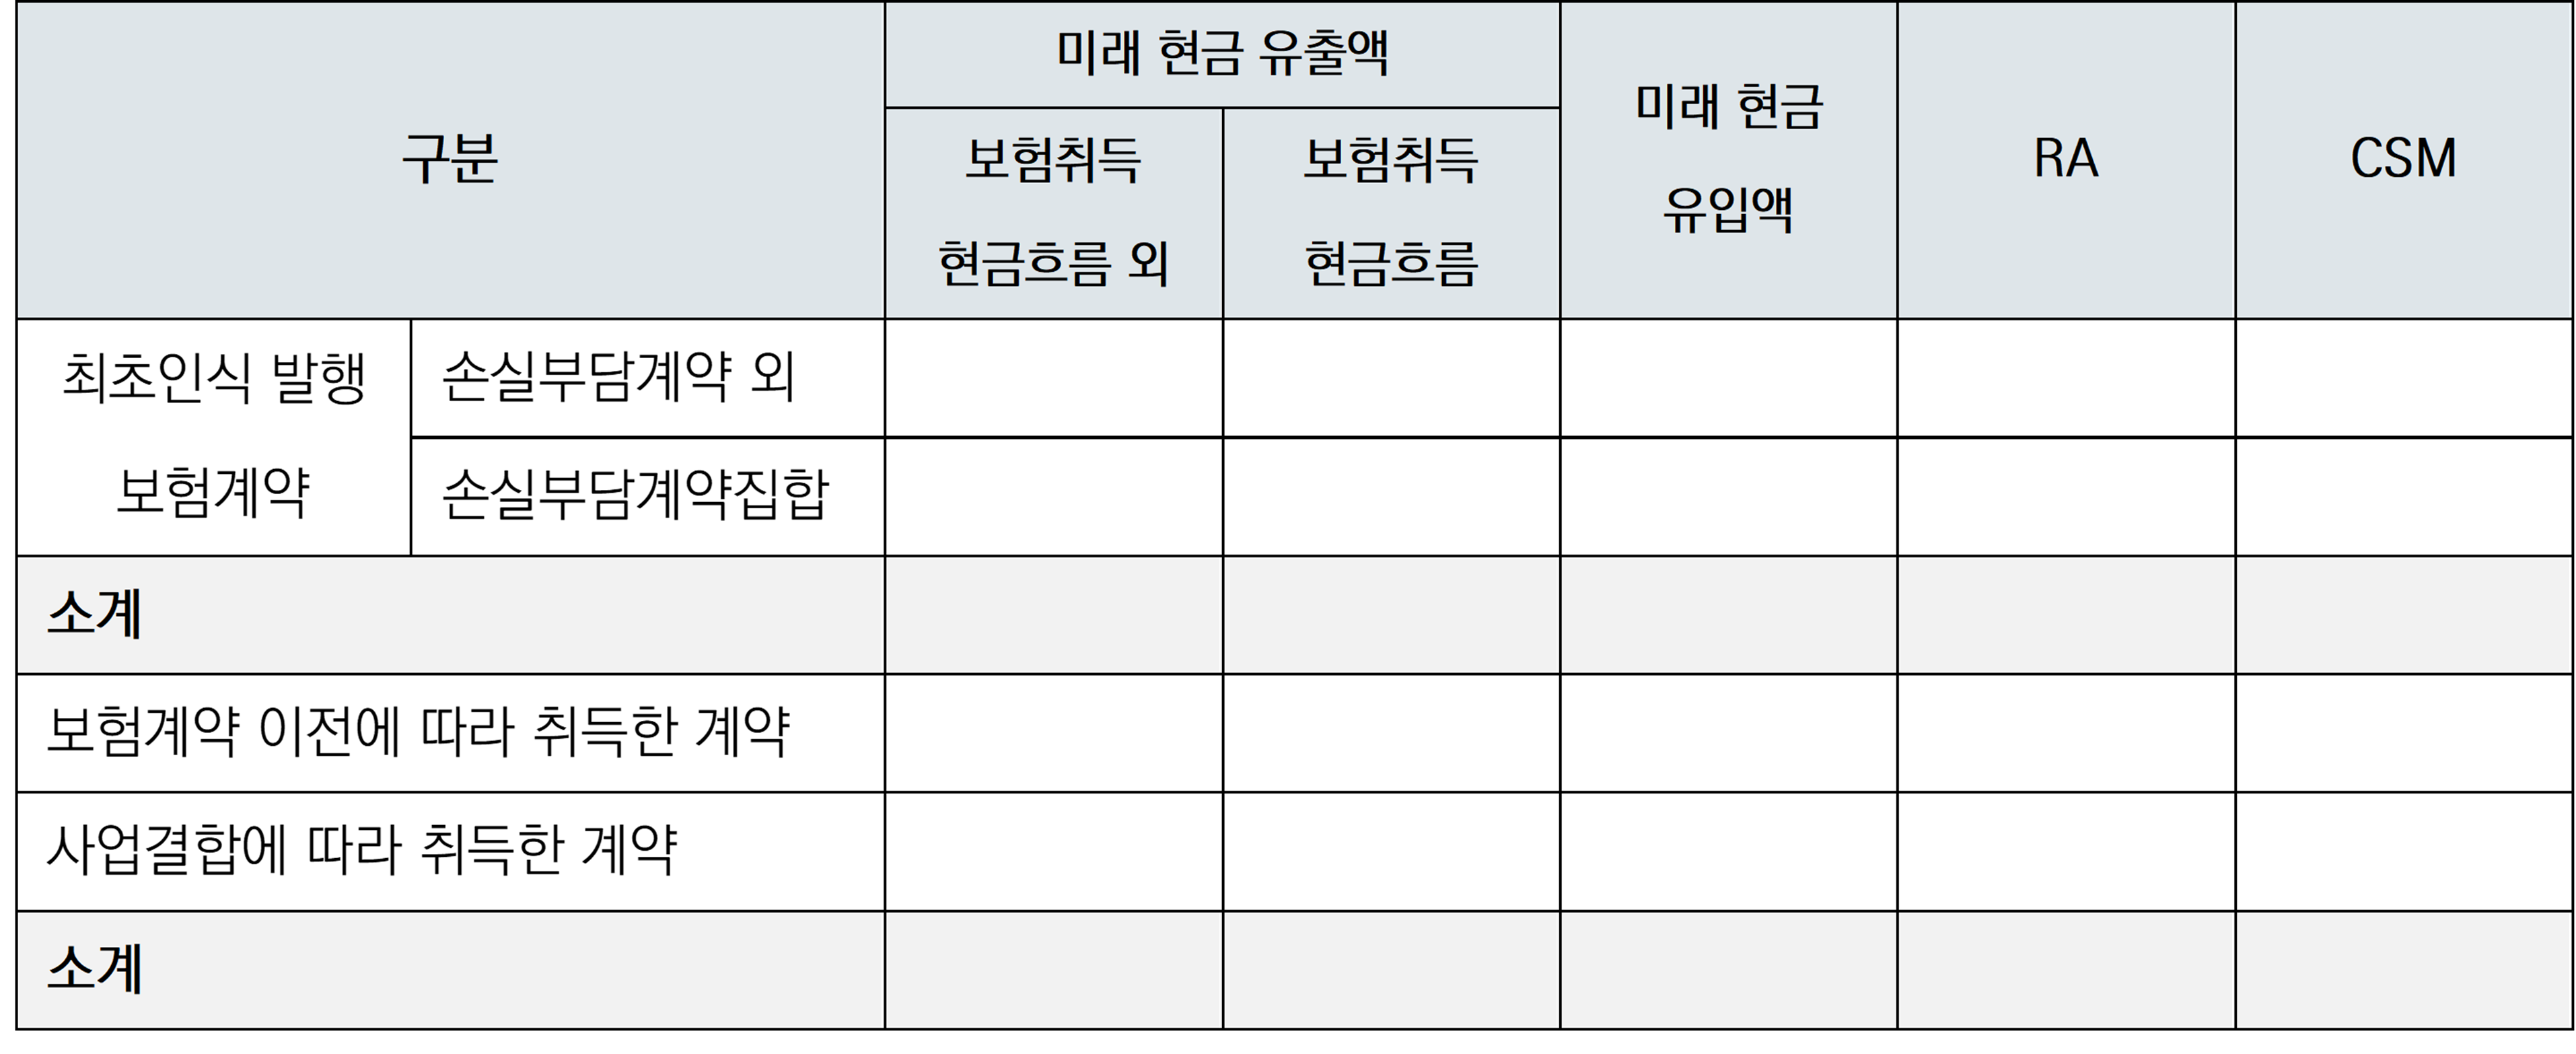 구분
미래 현금 유출액
보험취득
현금흐름 외
보험취득
현금흐름
미래 현금
유입액
RA
CSM
최초인식 발행
보험계약
손실부담계약 외
손실부담계약집합
소계
보험계약 이전에 따라 취득한 계약
사업결합에 따라 취득한 계약
소계